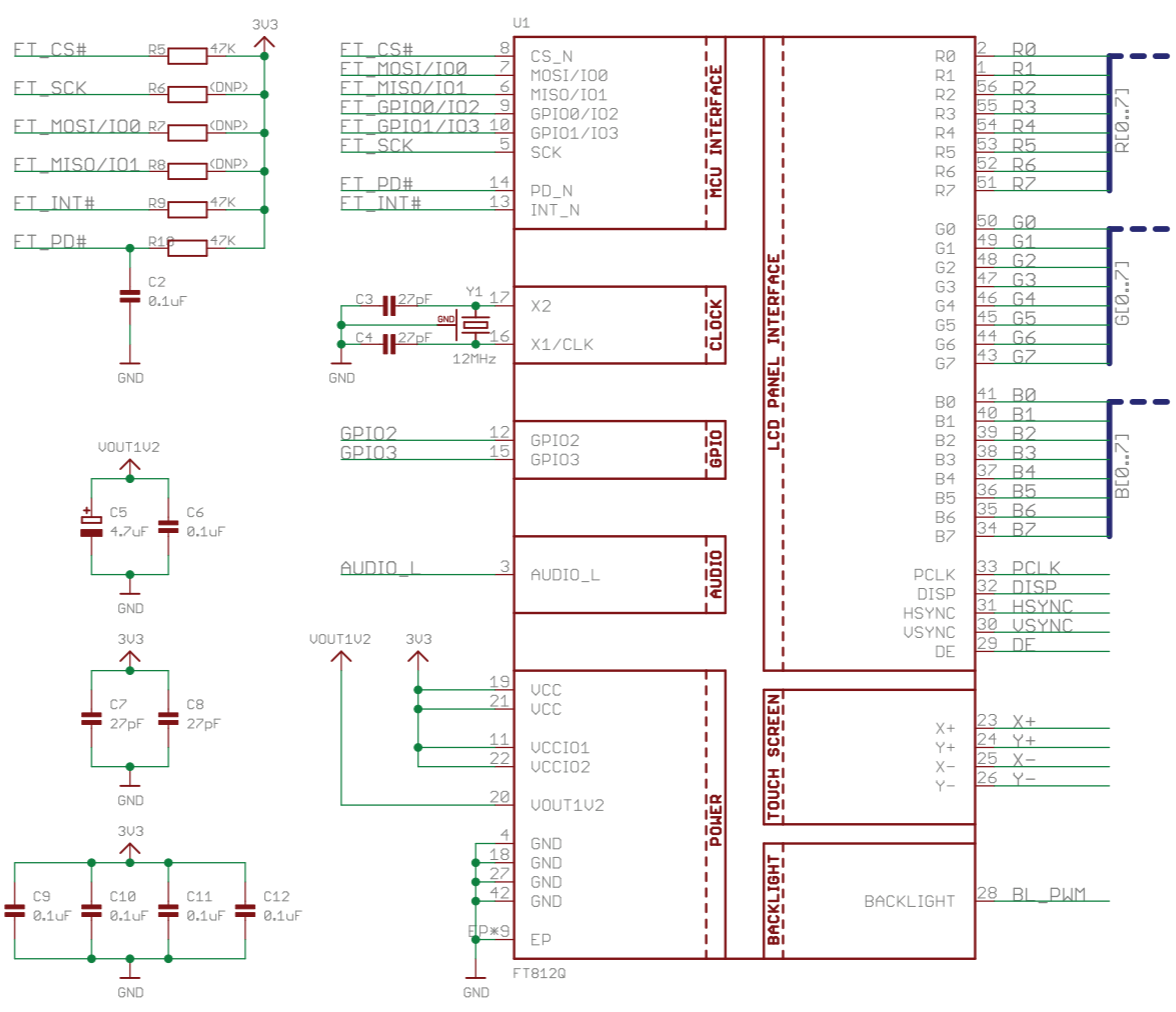 3V3
FT_CS# R5 47K
FT_SCK R6 (DNP)
FT_MOSI/IO0 R7 (DNP)
FT_MISO/IO1 R8 (DNP)
FT_INT# R9 47K
FT_PD# R10 47K
C2
0.1uF
GND
VOUT1V2
C5
4.7uF
C6
0.1uF
GND
3V3
C7
27pF
C8
27pF
GND
3V3
C9
0.1uF
C10
0.1uF
C11
0.1uF
C12
0.1uF
GND
U1
FT_CS# 8 CS_N
FT_MOSI/IO0 7 MOSI/IO0
FT_MISO/IO1 6 MISO/IO1
FT_GPIO0/IO2 9 GPIO0/IO2
FT_GPIO1/IO3 10 GPIO1/IO3
FT_SCK 5 SCK
FT_PD# 14 PD_N
FT_INT# 13 INT_N
MCU INTERFACE
C3 27pF Y1 17 X2
GND
C4 27pF 16 X1/CLK
12MHz
GND
CLOCK
GPIO2 12 GPIO2
GPIO3 15 GPIO3
GPIO
AUDIO_L 3 AUDIO_L
AUDIO
VOUT1V2
3V3
19 VCC
21 VCC
11 VCCIO1
22 VCCIO2
20 VOUT1V2
4 GND
18 GND
27 GND
42 GND
EP*9 EP
POWER
GND
FT812Q
LCD PANEL INTERFACE
R0 2 R0
R1 1 R1
R2 56 R2
R3 55 R3
R4 54 R4
R5 53 R5
R6 52 R6
R7 51 R7
R[0..7]
G0 50 G0
G1 49 G1
G2 48 G2
G3 47 G3
G4 46 G4
G5 45 G5
G6 44 G6
G7 43 G7
G[0..7]
B0 41 B0
B1 40 B1
B2 39 B2
B3 38 B3
B4 37 B4
B5 36 B5
B6 35 B6
B7 34 B7
B[0..7]
PCLK 33 PCLK
DISP 32 DISP
HSYNC 31 HSYNC
VSYNC 30 VSYNC
DE 29 DE
TOUCH SCREEN
X+ 23 X+
Y+ 24 Y+
X- 25 X-
Y- 26 Y-
BACKLIGHT
BACKLIGHT 28 BL_PWM